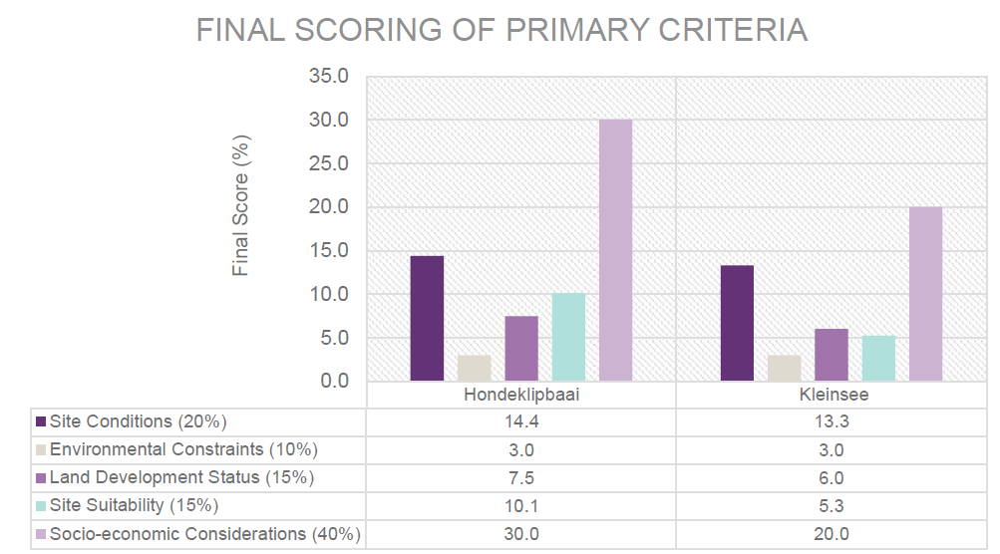 FINAL SCORING OF PRIMARY CRITERIA
Final Score (%)
35.0
30.0
25.0
20.0
15.0
10.0
5.0
0.0
Hondeklipbaai Kleinsee
Site Conditions (20%) 14.4 13.3
Environmental Constraints (10%) 3.0 3.0
Land Development Status (15%) 7.5 6.0
Site Suitability (15%) 10.1 5.3
Socio-economic Considerations (40%) 30.0 20.0